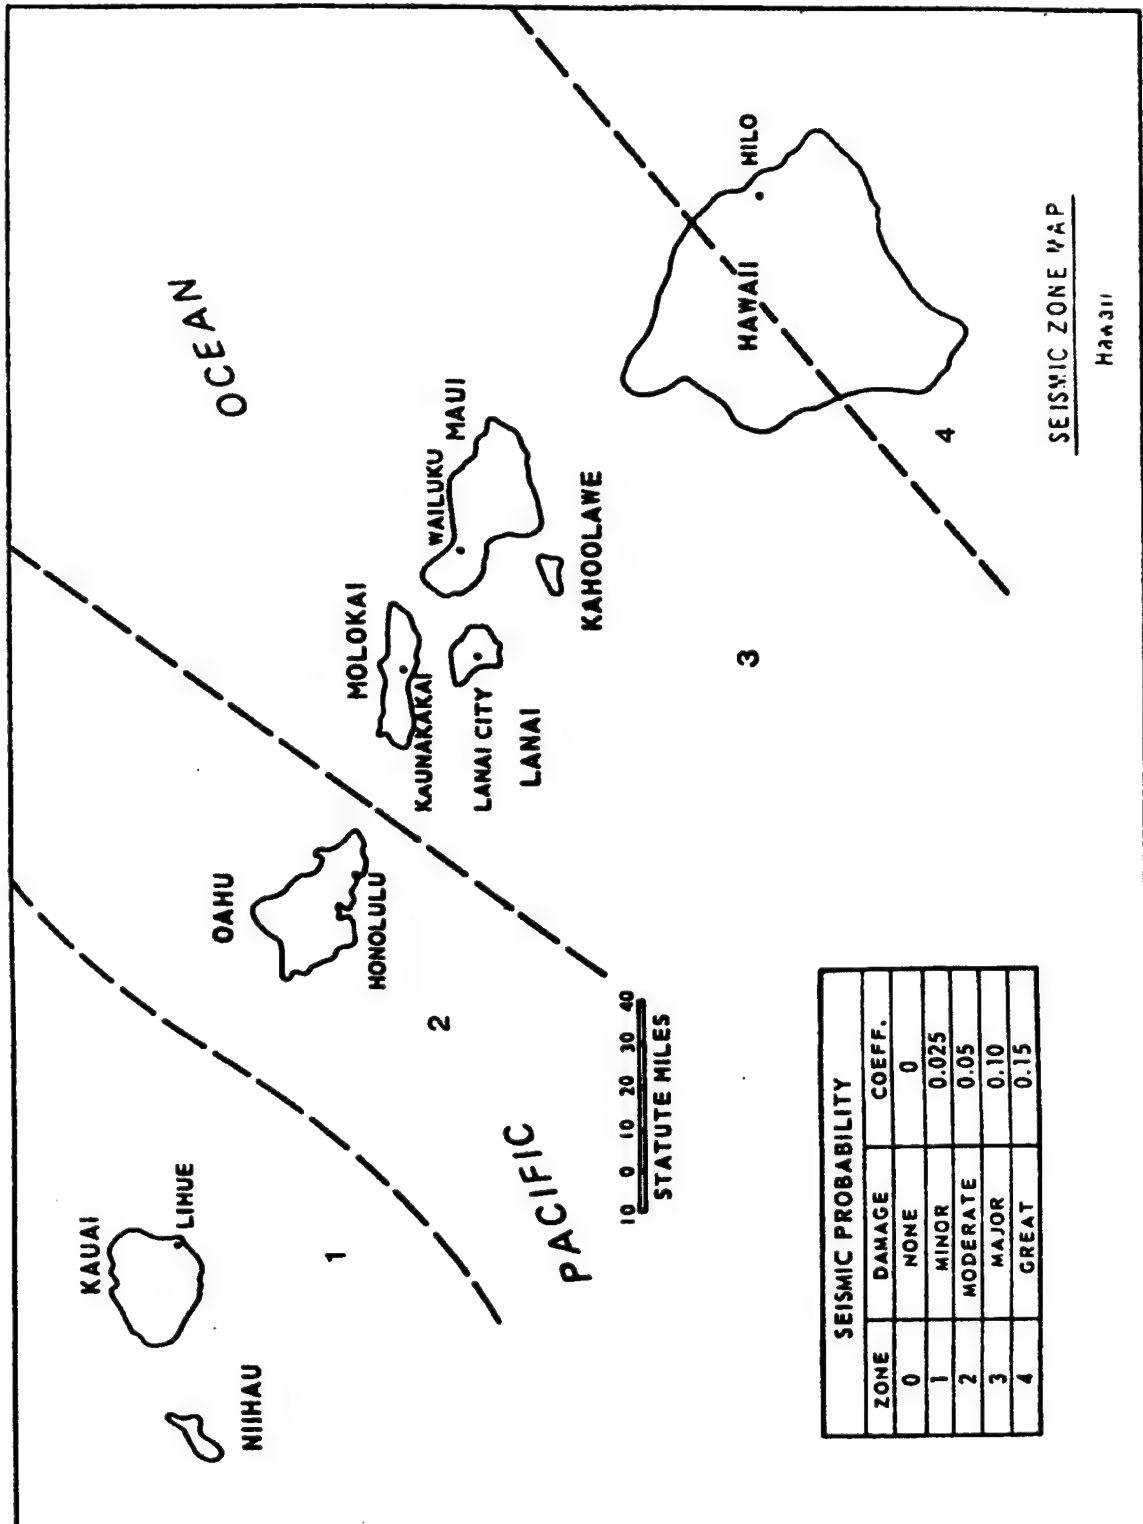 KAUAI
LIHUE
NIIHAU
1
OAHU
HONOLULU
2
PACIFIC
OCEAN
MOLOKAI
KAUNAKAKAI
LANAI CITY
LANAI
WAILUKU
MAUI
KAHOOLAWE
3
HAWAII
HILO
4
10 0 10 20 30 40
STATUTE MILES
SEISMIC PROBABILITY
ZONE DAMAGE COEFF.
0 NONE 0
1 MINOR 0.025
2 MODERATE 0.05
3 MAJOR 0.10
4 GREAT 0.15
SEISMIC ZONE MAP
Hawaii